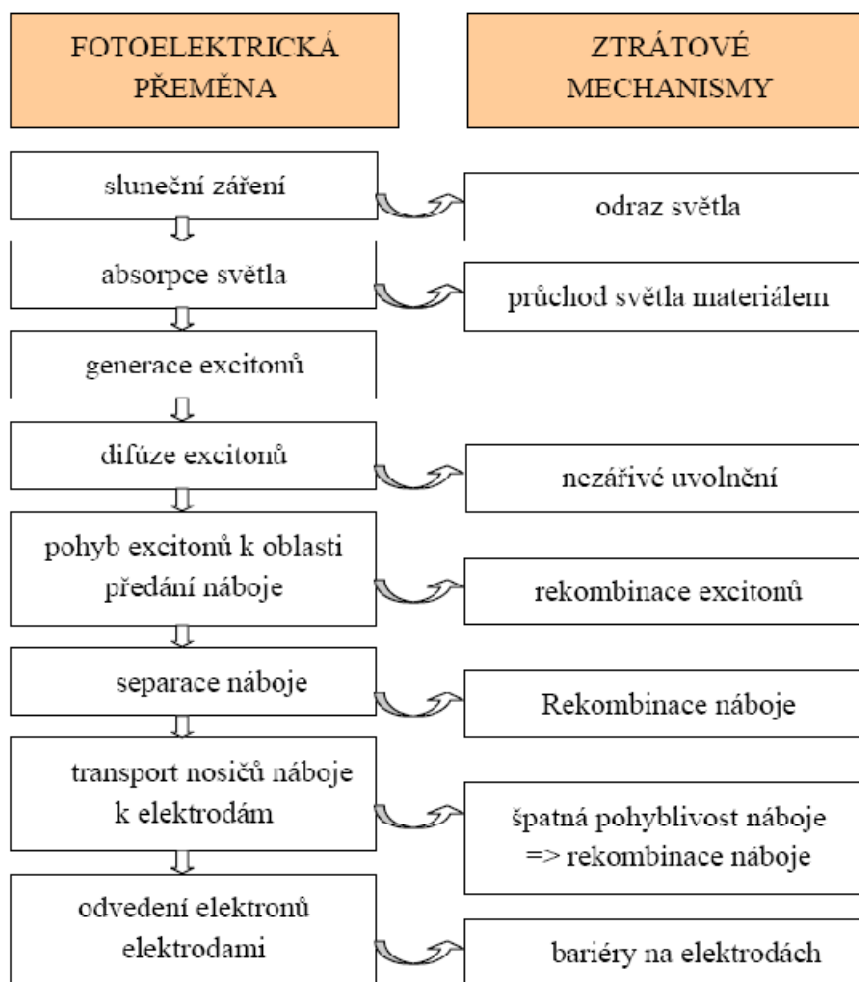 FOTOELEKTRICKÁ
PŘEMĚNA
ZTRÁTOVÉ
MECHANISMY
sluneční záření
odraz světla
absorpce světla
průchod světla materiálem
generace excitonů
difúze excitonů
nezářivé uvolnění
pohyb excitonů k oblasti
předání náboje
rekombinace excitonů
separace náboje
Rekombinace náboje
transport nosičů náboje
k elektrodám
špatná pohyblivost náboje
=> rekombinace náboje
odvedení elektronů
elektrodami
bariéry na elektrodách